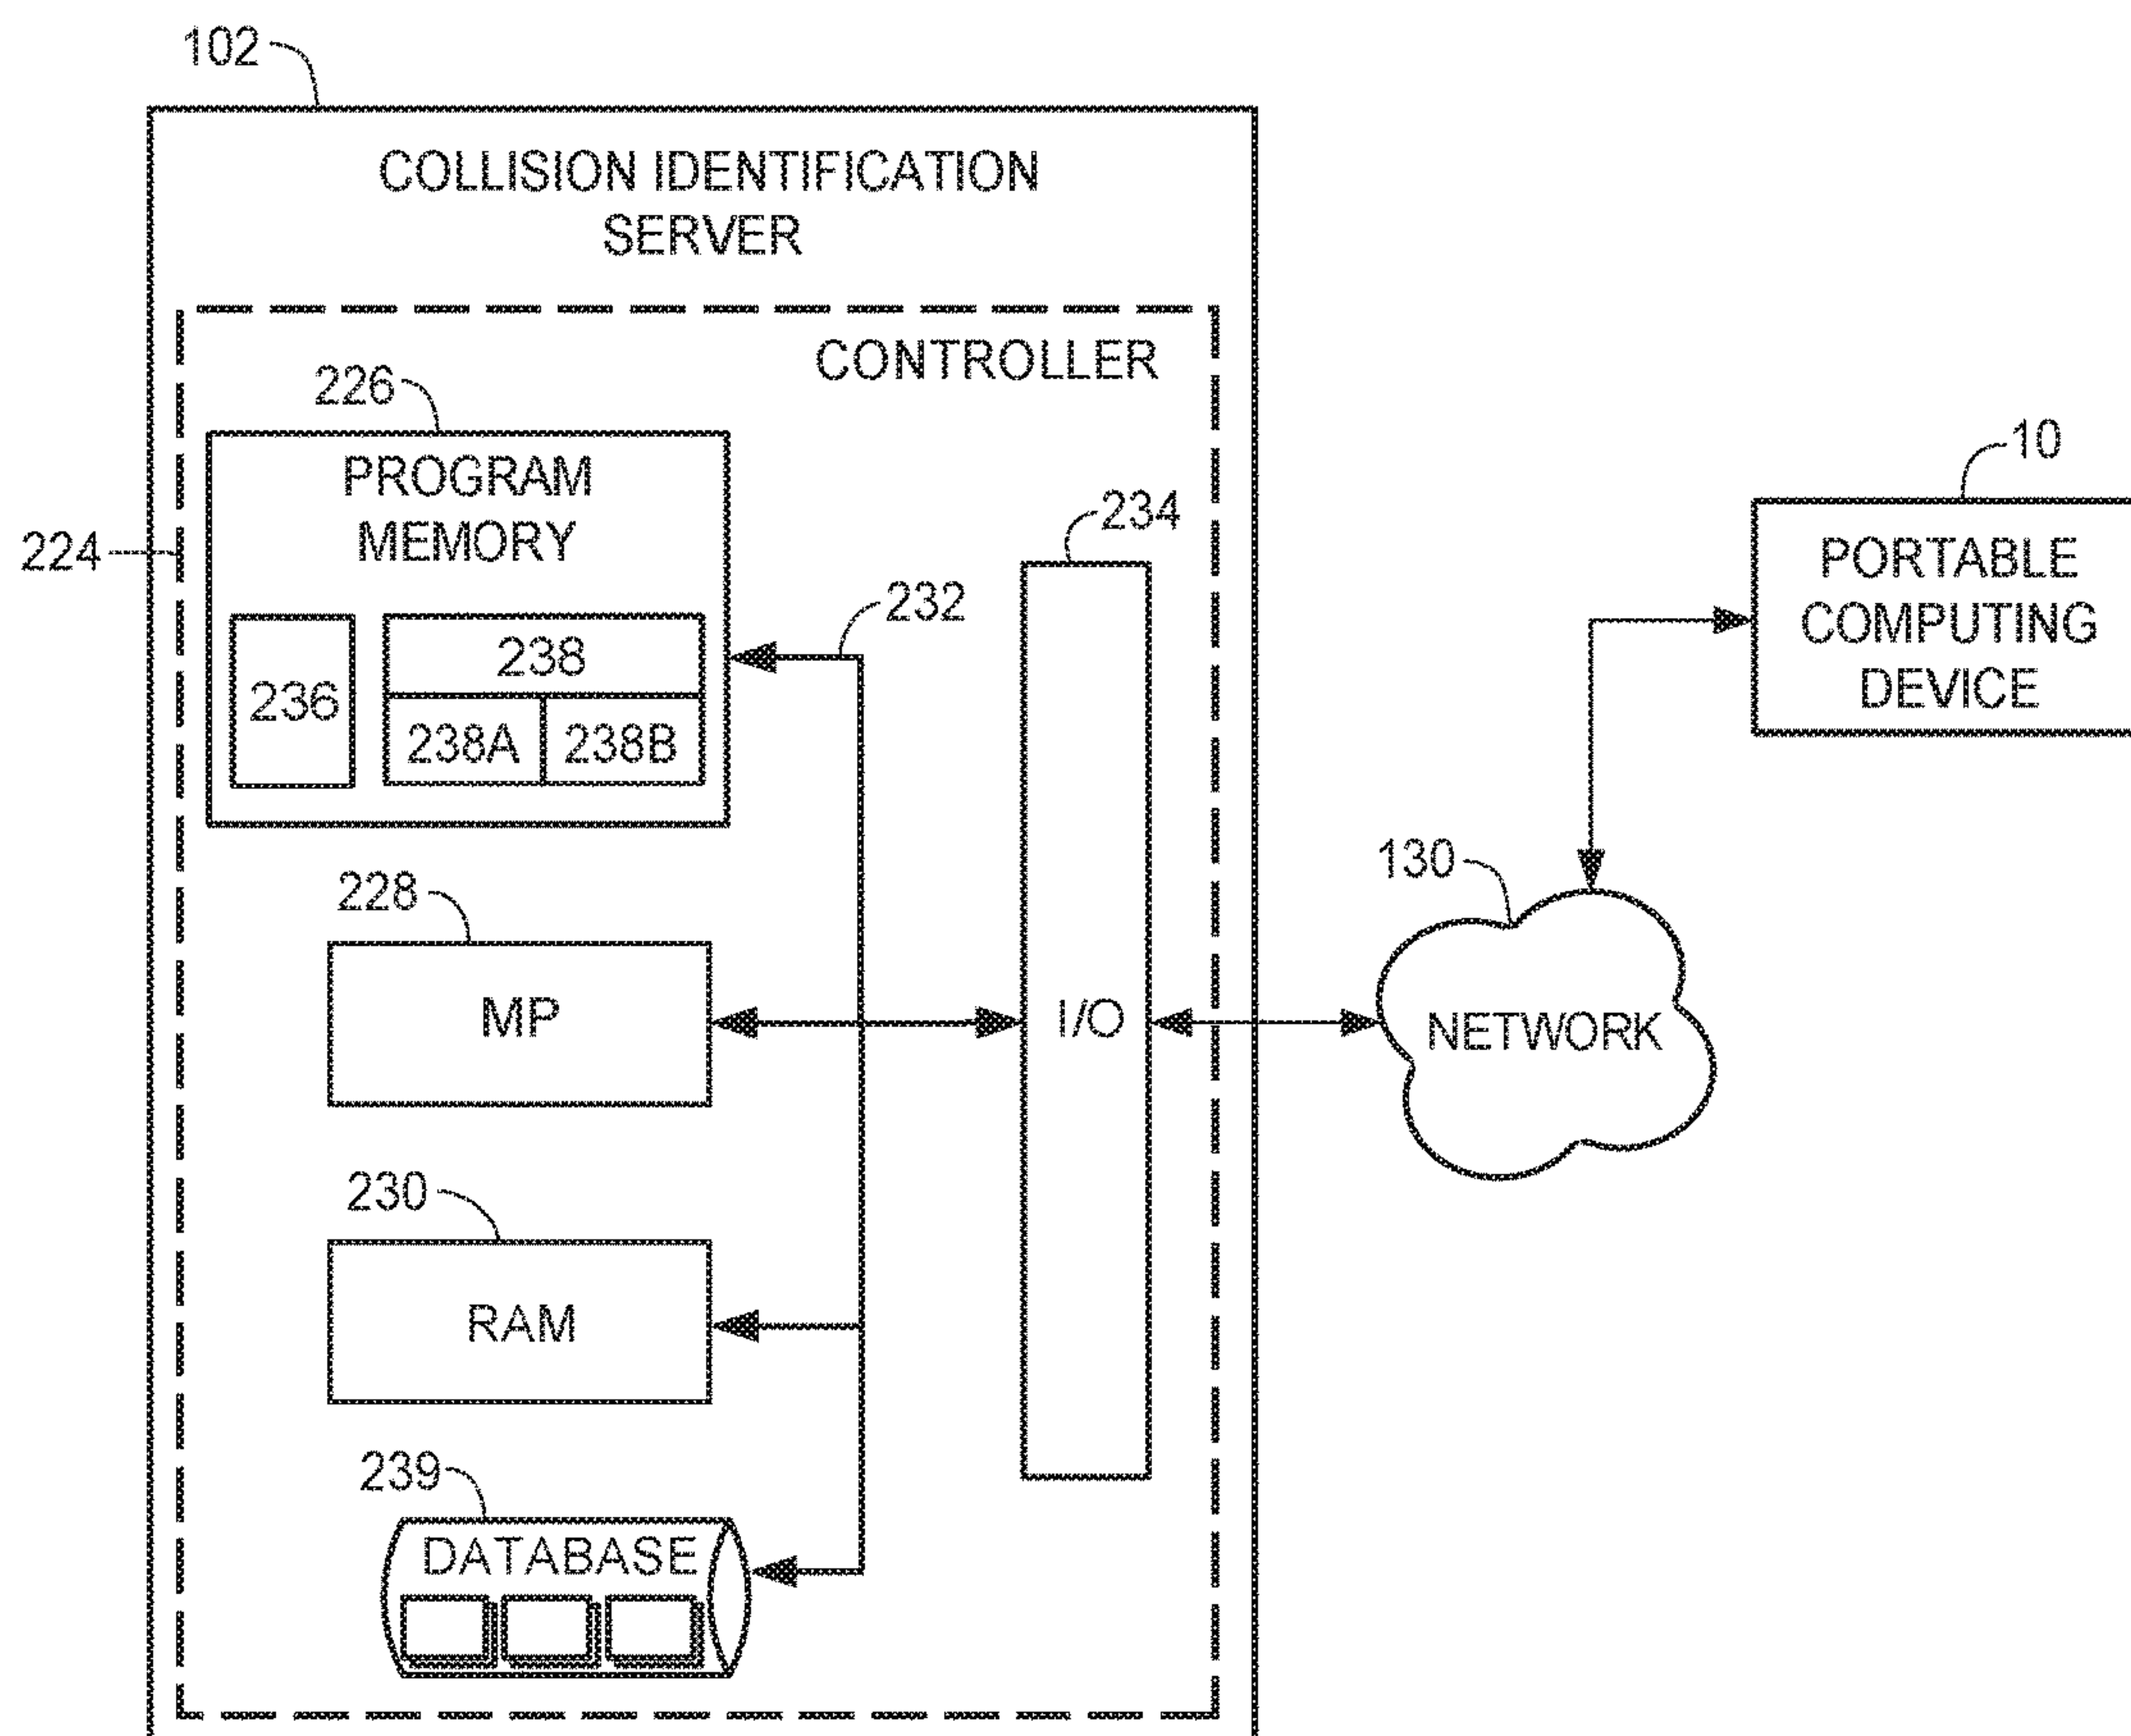 102
COLLISION IDENTIFICATION
SERVER
CONTROLLER
226
PROGRAM
MEMORY
224
236
238
238A
238B
232
234
228
MP
I/O
230
RAM
239
DATABASE
10
PORTABLE
COMPUTING
DEVICE
130
NETWORK